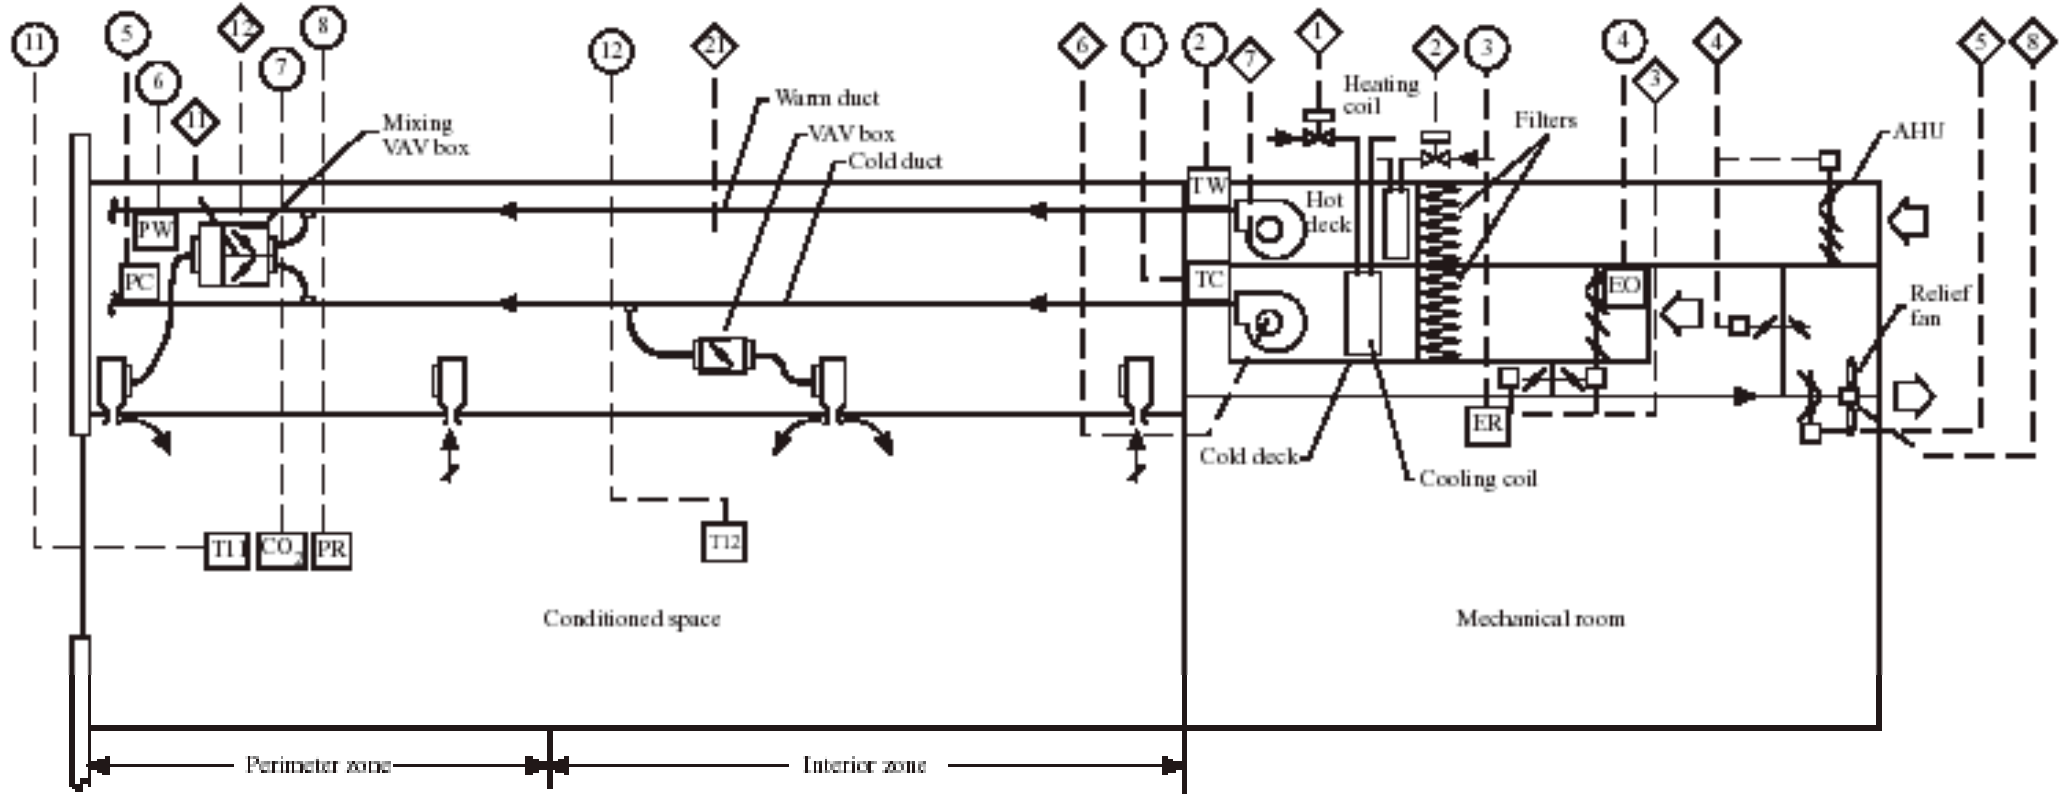 11
5
12
8
6
7
11
12
21
6
1
2
7
1
2
3
4
3
4
5
8
Mixing
VAV box
Warm duct
VAV box
Cold duct
Heating
coil
Filters
AHU
TW
Hot
deck
PW
PC
TC
EO
Relief
fan
ER
Cold deck
Cooling coil
T11
CO2
PR
T12
Conditioned space
Mechanical room
Perimeter zone
Interior zone